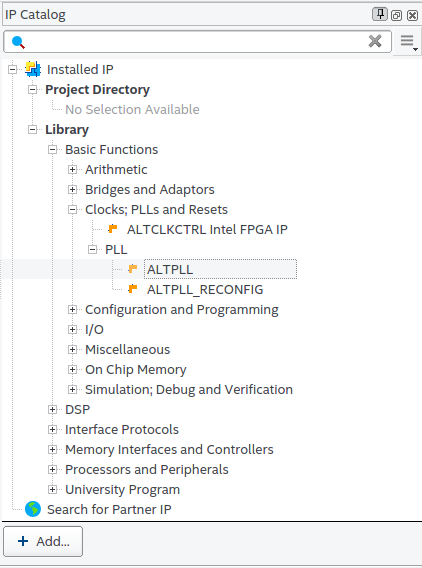 IP Catalog
Installed IP
Project Directory
No Selection Available
Library
Basic Functions
Arithmetic
Bridges and Adaptors
Clocks; PLLs and Resets
ALTCLKCTRL Intel FPGA IP
PLL
ALTPLL
ALTPLL_RECONFIG
Configuration and Programming
I/O
Miscellaneous
On Chip Memory
Simulation; Debug and Verification
DSP
Interface Protocols
Memory Interfaces and Controllers
Processors and Peripherals
University Program
Search for Partner IP
+ Add...